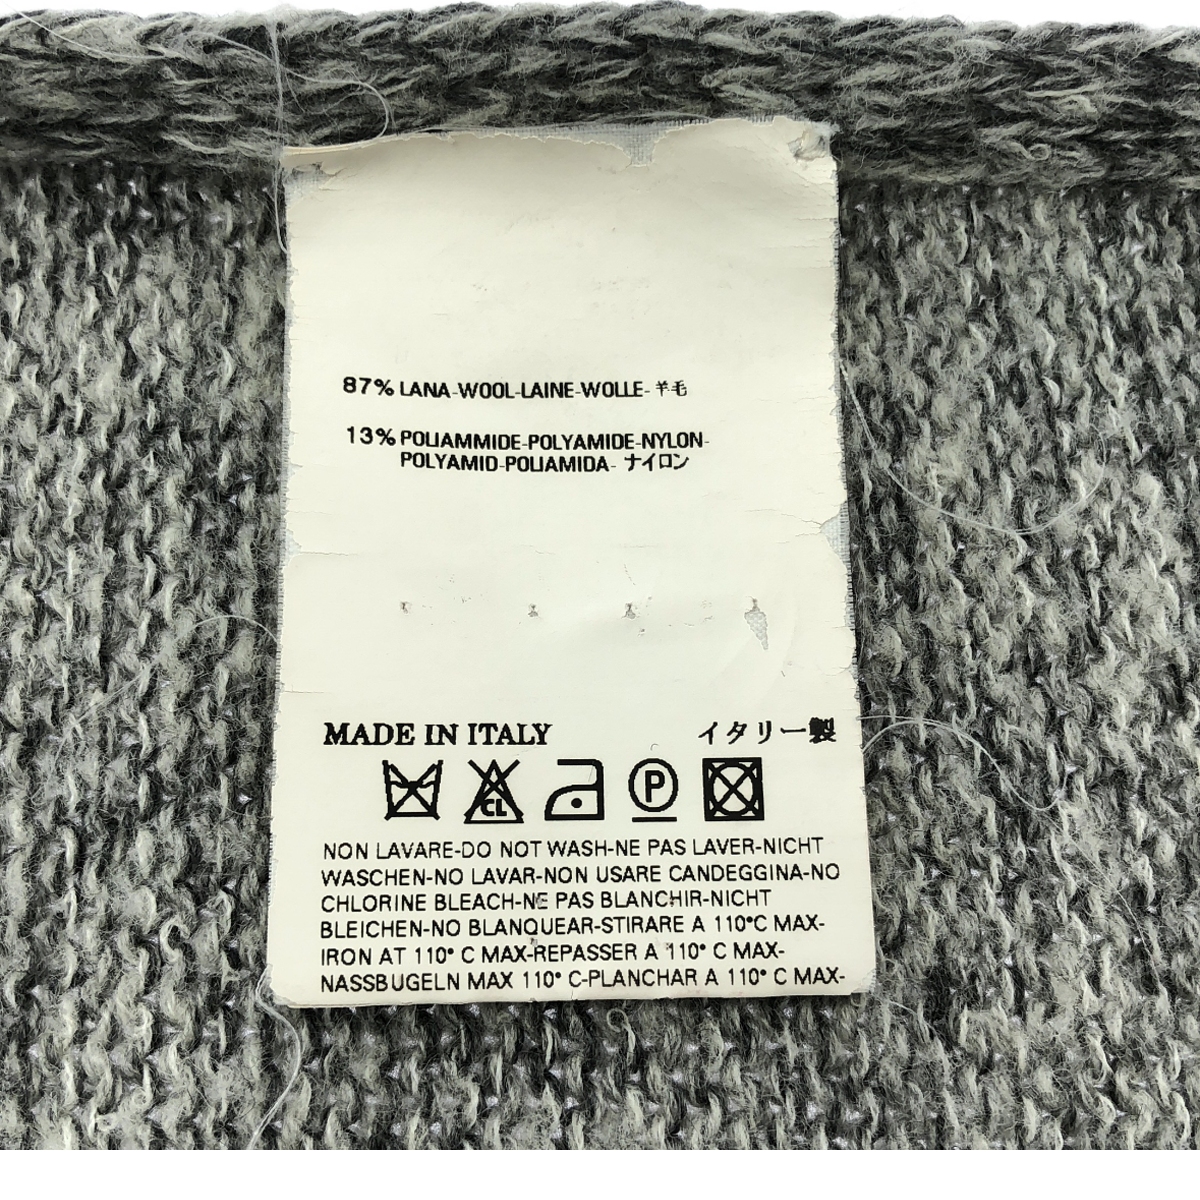 87% LANA-WOOL-LAINE-WOLLE-羊毛
13% POLIAMMIDE-POLYAMIDE-NYLON-
POLYAMID-POLIAMIDA- ナイロン
MADE IN ITALY イタリー製
CL P
NON LAVARE-DO NOT WASH-NE PAS LAVER-NICHT
WASCHEN-NO LAVAR-NON USARE CANDEGGINA-NO
CHLORINE BLEACH-NE PAS BLANCHIR-NICHT
BLEICHEN-NO BLANQUEAR-STIRARE A 110°C MAX-
IRON AT 110° C MAX-REPASSER A 110° C MAX-
NASSBUGELN MAX 110° C-PLANCHAR A 110° C MAX-